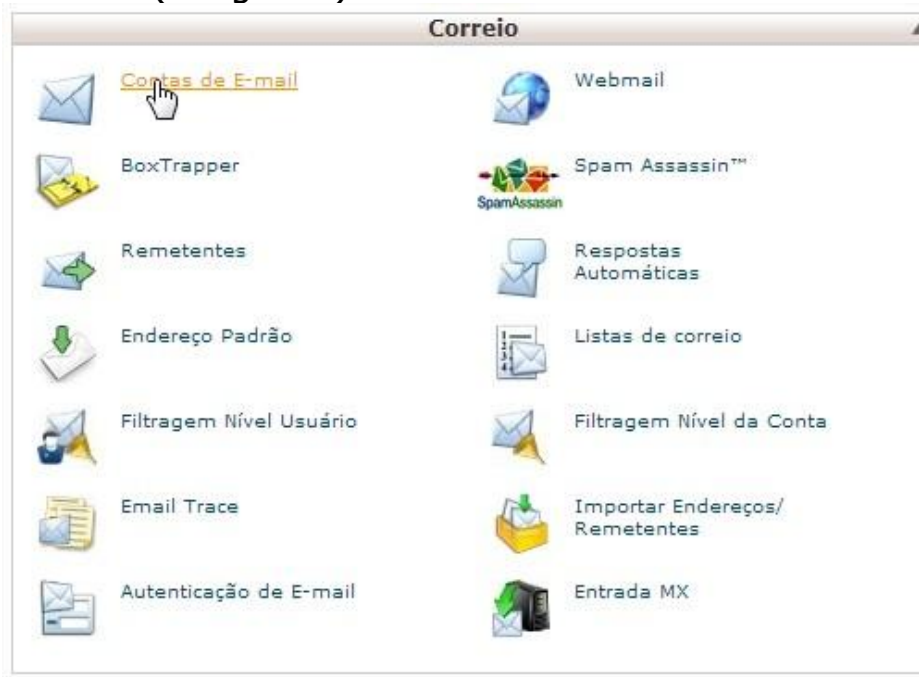 Correio
Contas de E-mail
Webmail
BoxTrapper
SpamAssassin
Spam Assassin™
Remetentes
Respostas
Automáticas
Endereço Padrão
Listas de correio
Filtragem Nível Usuário
Filtragem Nível da Conta
Email Trace
Importar Endereços/
Remetentes
Autenticação de E-mail
Entrada MX